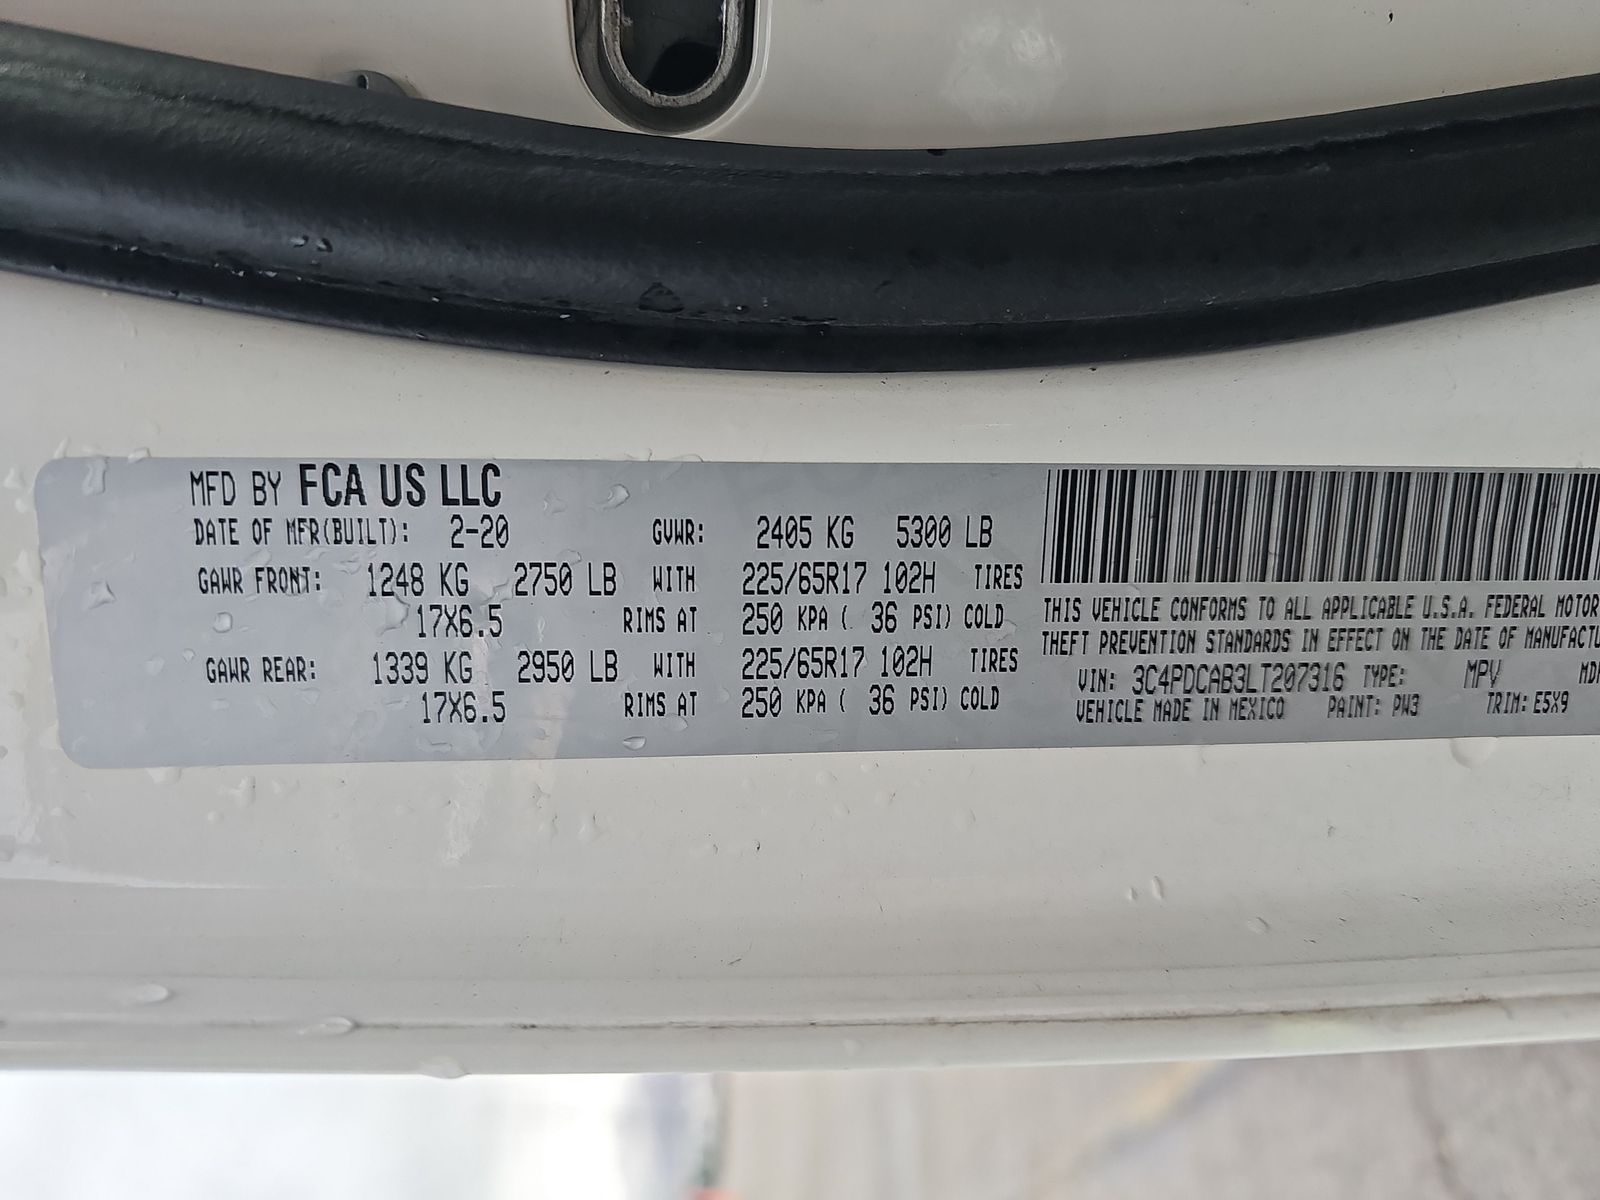 MFD BY FCA US LLC
DATE OF MFR(BUILT): 2-20 GVWR: 2405 KG 5300 LB
GAWR FRONT: 1248 KG 2750 LB WITH 225/65R17 102H TIRES
17X6.5 RIMS AT 250 KPA ( 36 PSI) COLD
GAWR REAR: 1339 KG 2950 LB WITH 225/65R17 102H TIRES
17X6.5 RIMS AT 250 KPA ( 36 PSI) COLD
THIS VEHICLE CONFORMS TO ALL APPLICABLE U.S.A. FEDERAL MOTOR
THEFT PREVENTION STANDARDS IN EFFECT ON THE DATE OF MANUFACTU
VIN: 3C4PDCAB3LT207316 TYPE: MPV
VEHICLE MADE IN MEXICO PAINT: PW3 TRIM: E5X9